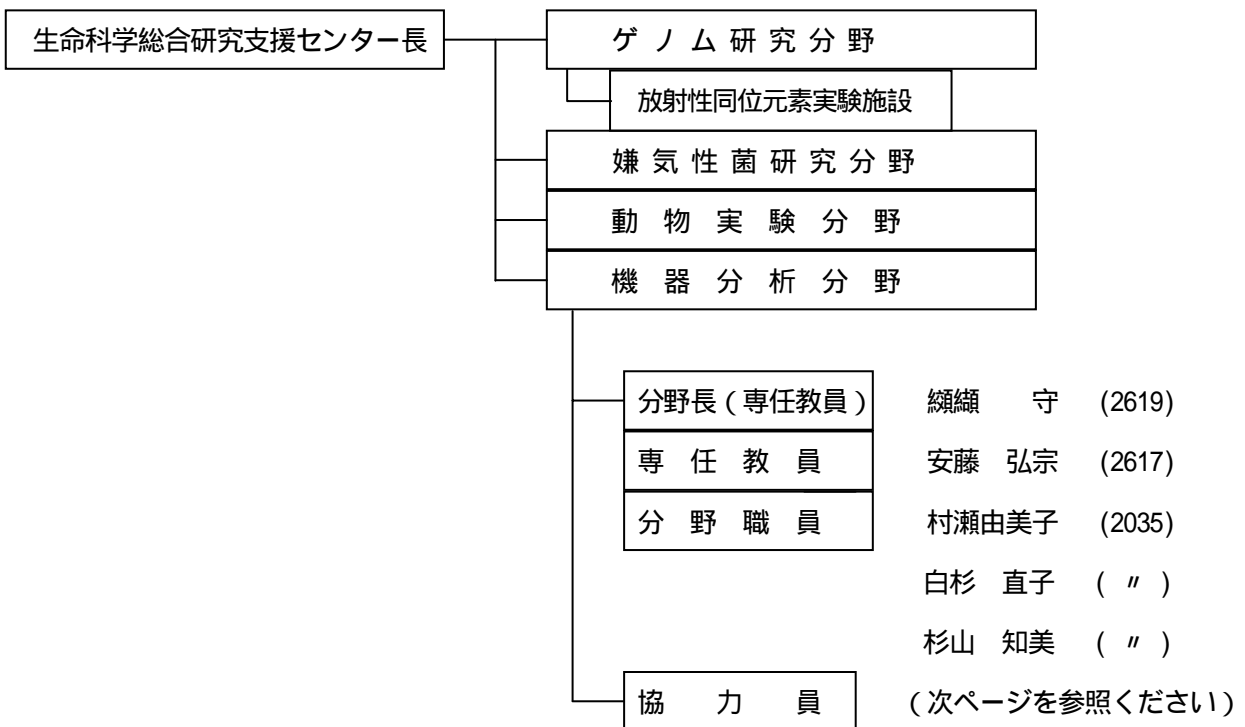 生命科学総合研究支援センター長 ゲノム研究分野
放射性同位元素実験施設
嫌気性菌研究分野
動物実験分野
機器分析分野
分野長(専任教員) 纐纈 守 (2619)
専任教員 安藤 弘宗 (2617)
分野職員 村瀬由美子 (2035)
白杉 直子 ( 〃 )
杉山 知美 ( 〃 )
協力員 (次ページを参照ください)